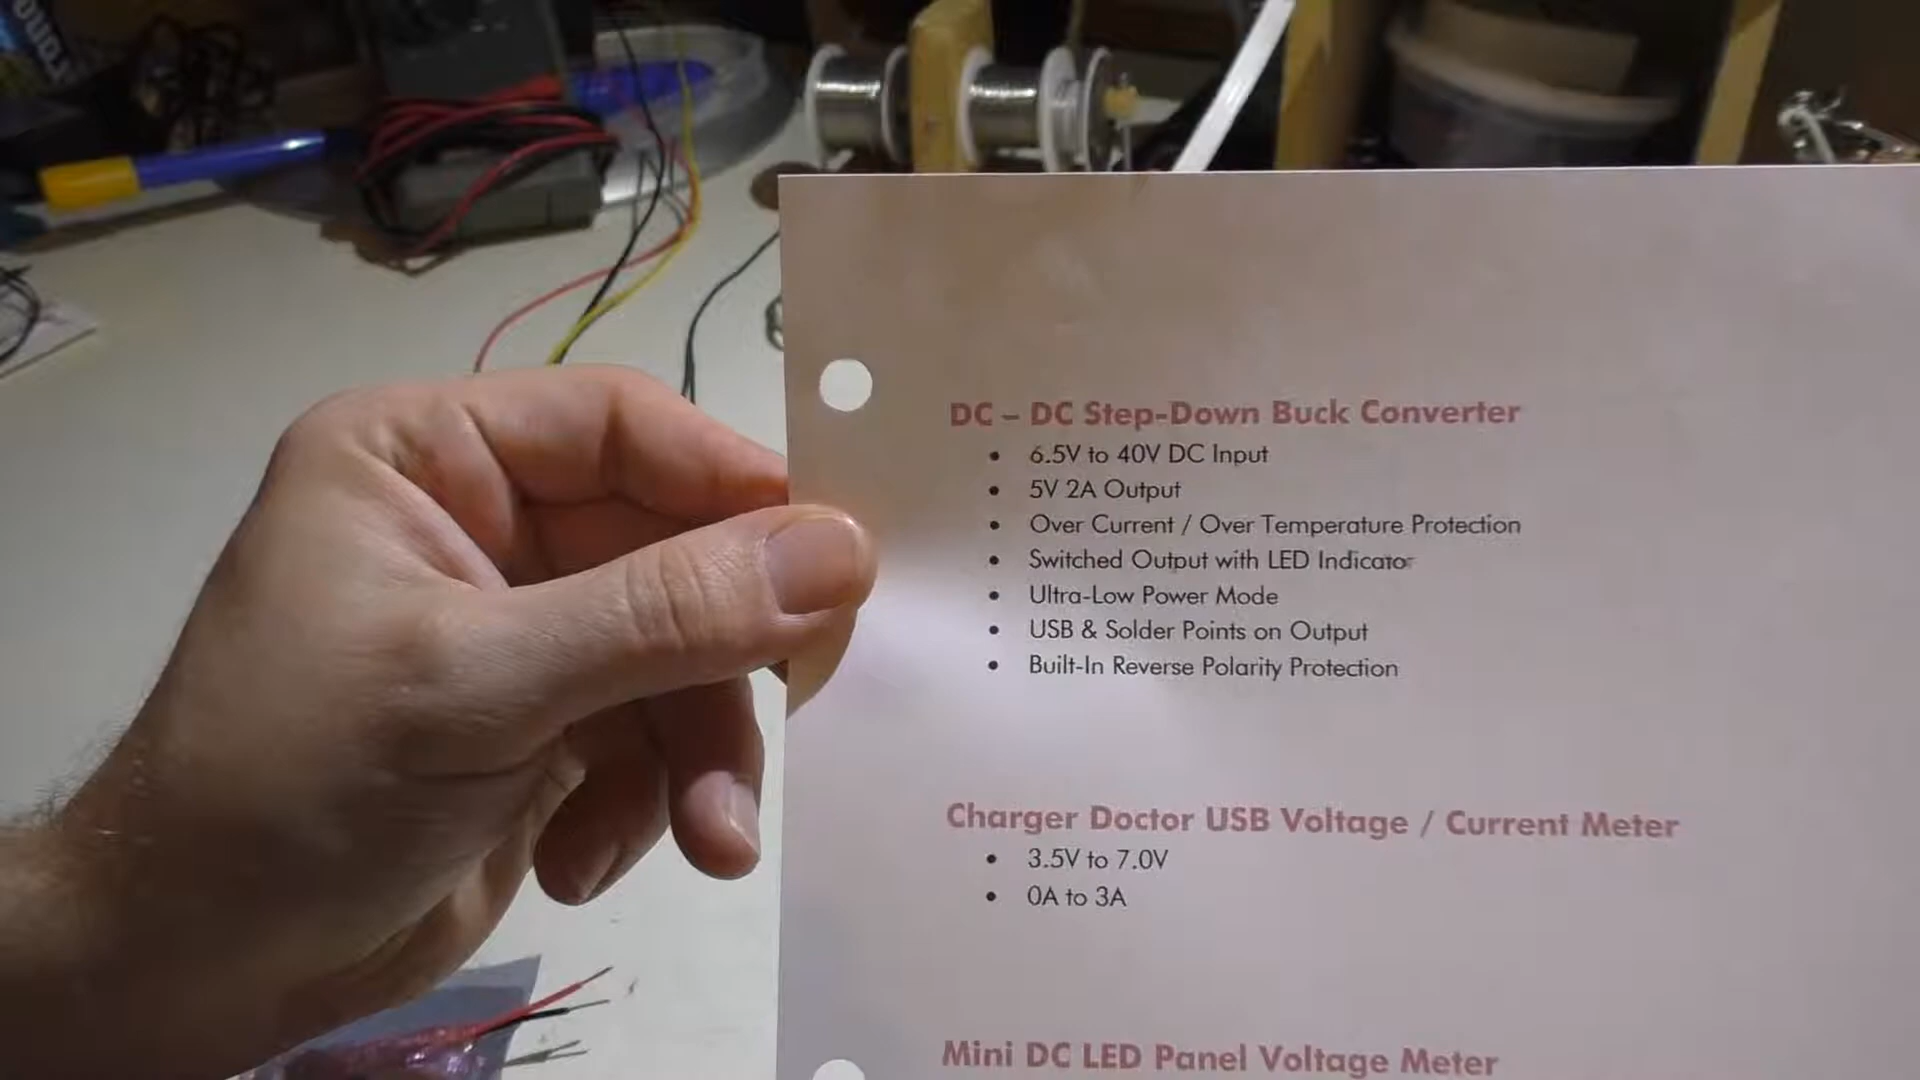 DC – DC Step-Down Buck Converter
• 6.5V to 40V DC Input
• 5V 2A Output
• Over Current / Over Temperature Protection
• Switched Output with LED Indicator
• Ultra-Low Power Mode
• USB & Solder Points on Output
• Built-In Reverse Polarity Protection
Charger Doctor USB Voltage / Current Meter
• 3.5V to 7.0V
• 0A to 3A
Mini DC LED Panel Voltage Meter